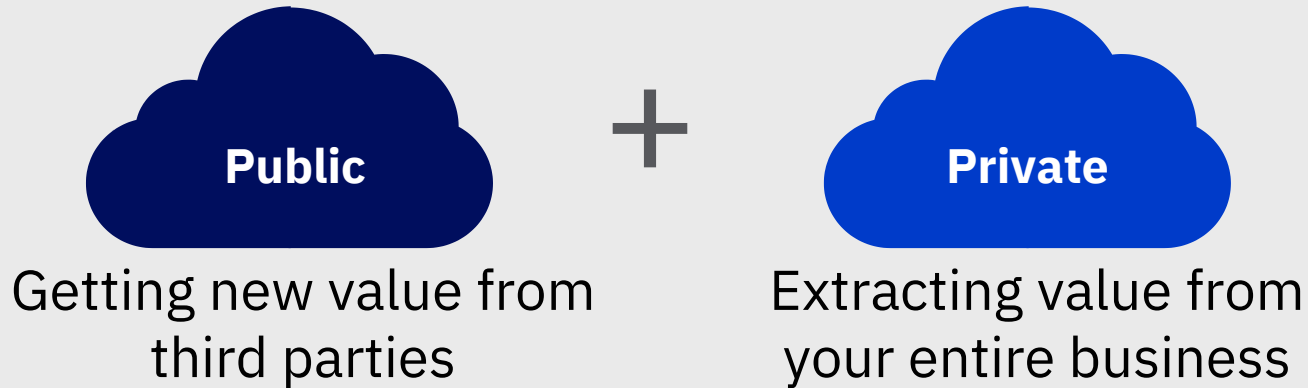 Public
+
Private
Getting new value from
third parties
Extracting value from
your entire business